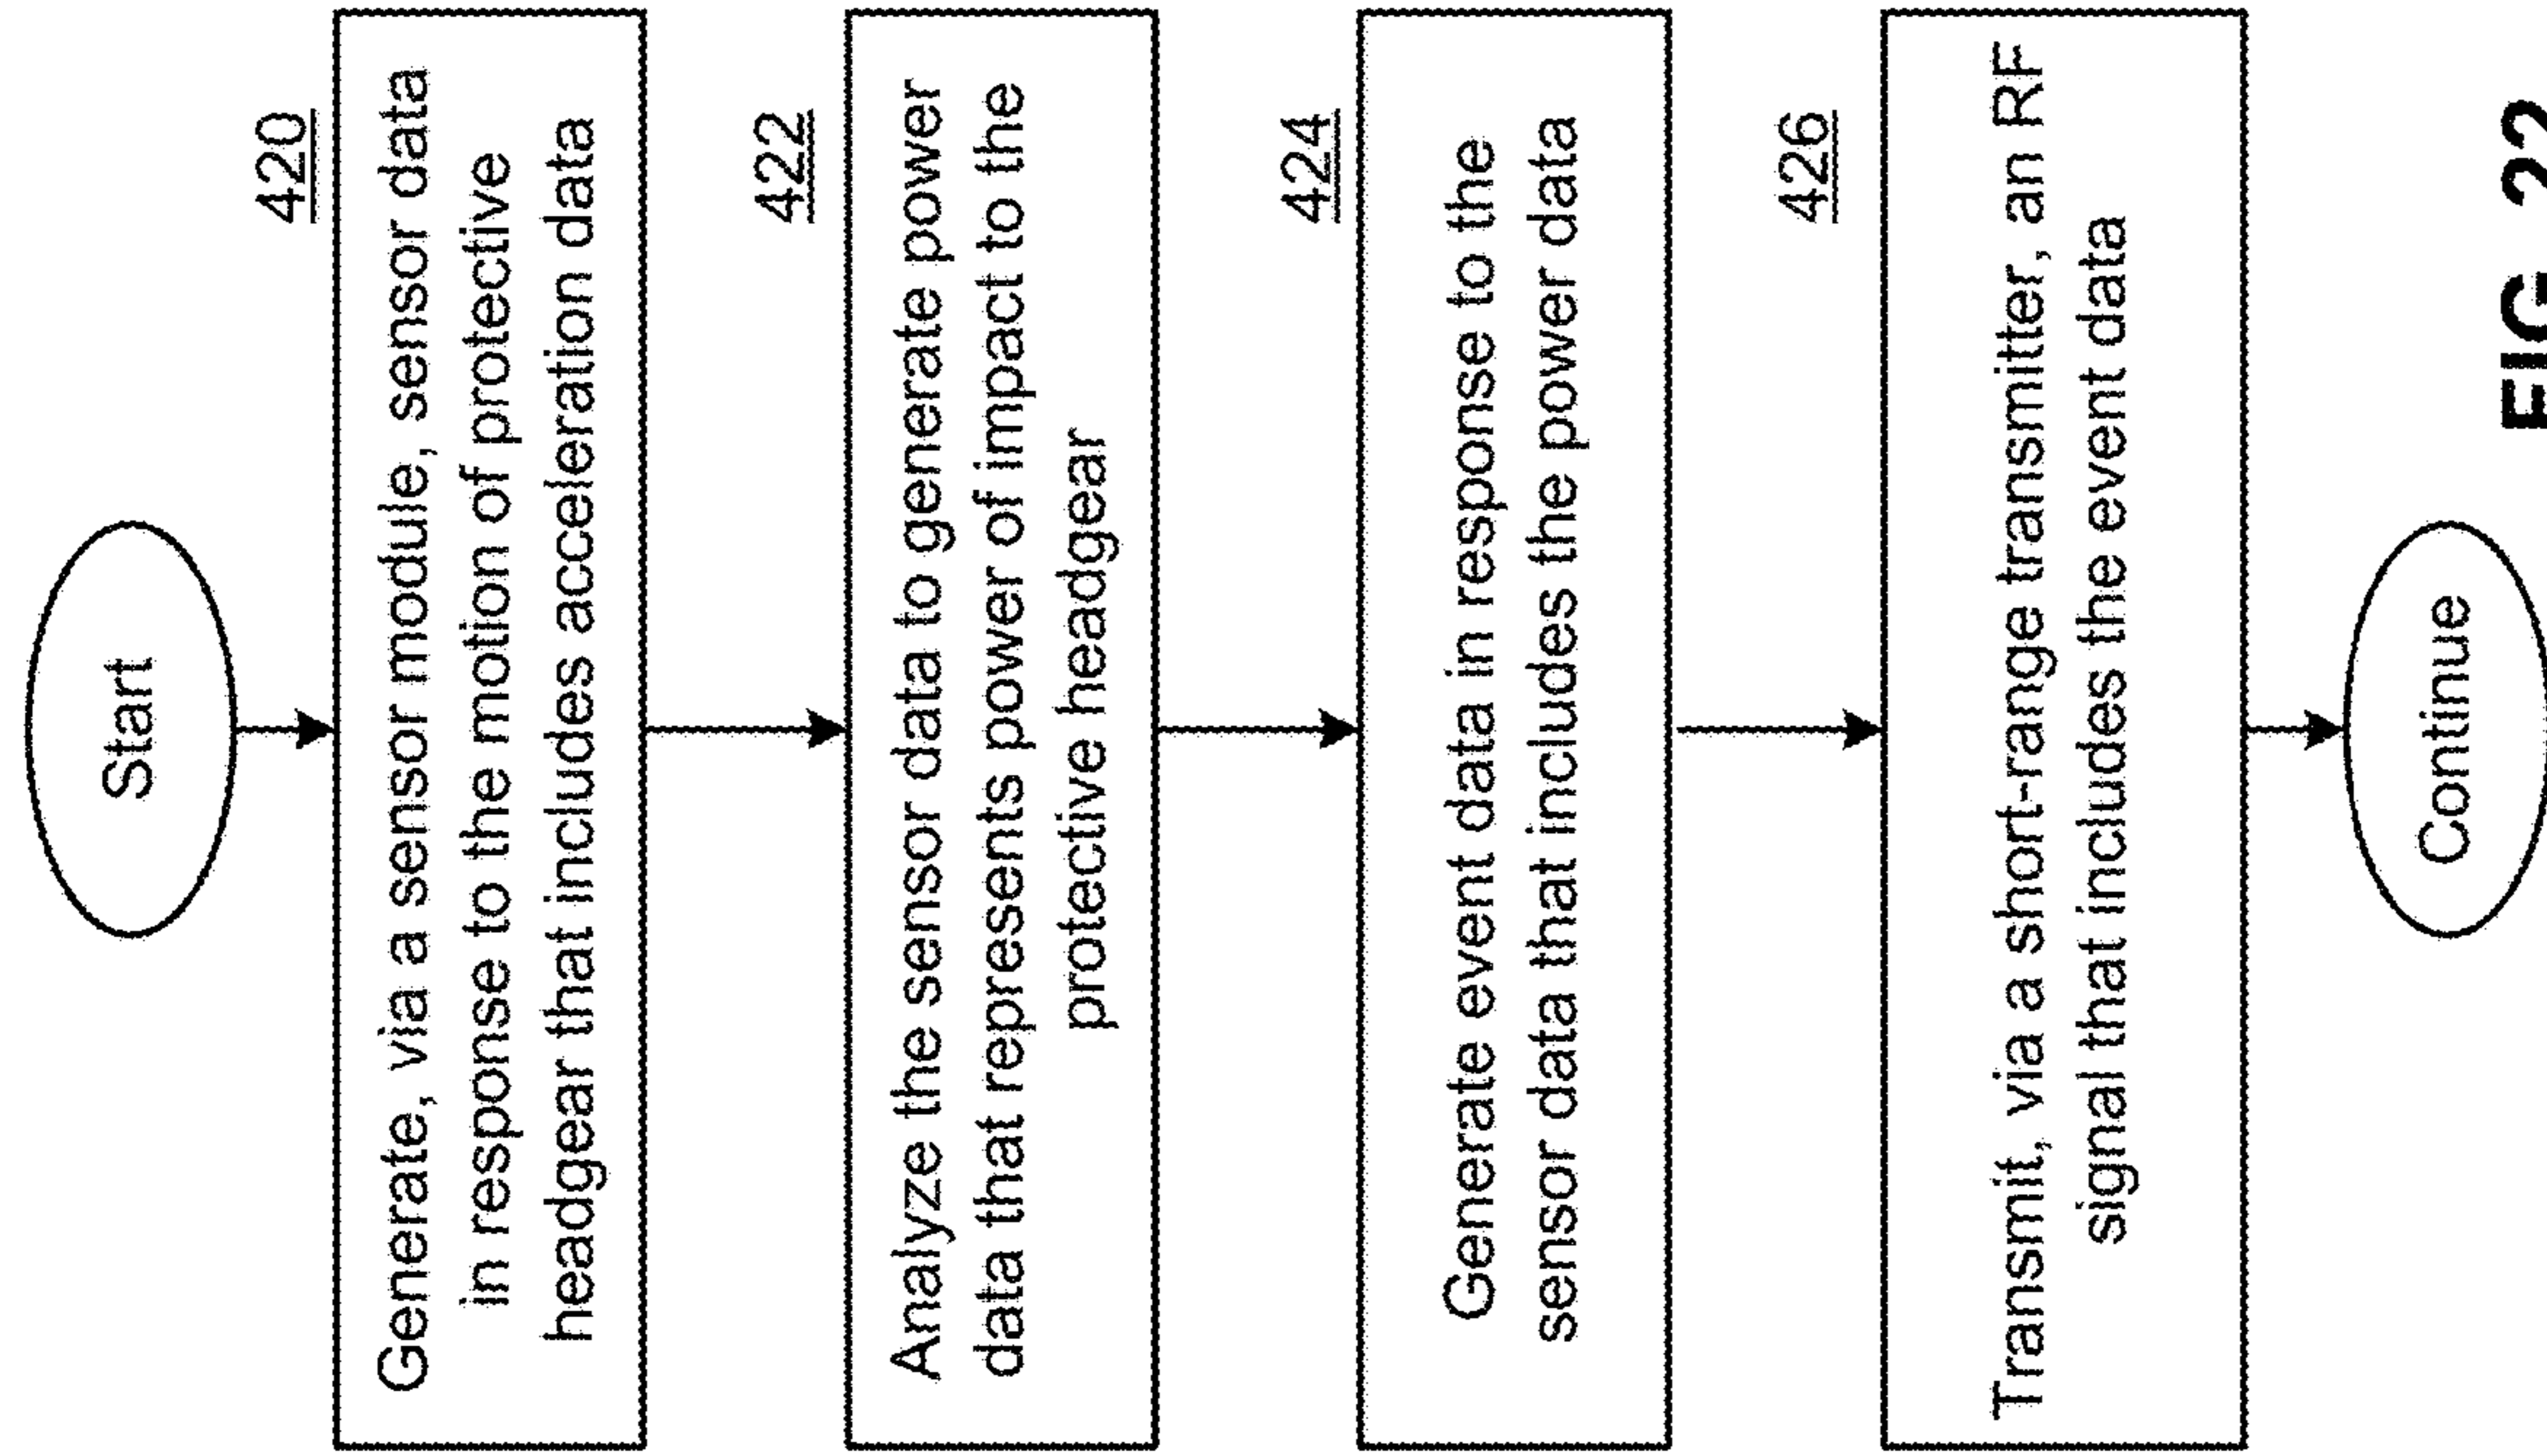 Start
420
Generate, via a sensor module, sensor data
in response to the motion of protective
headgear that includes acceleration data
422
Analyze the sensor data to generate power
data that represents power of impact to the
protective headgear
424
Generate event data in response to the
sensor data that includes the power data
426
Transmit, via a short-range transmitter, an RF
signal that includes the event data
Continue
FIG. 22